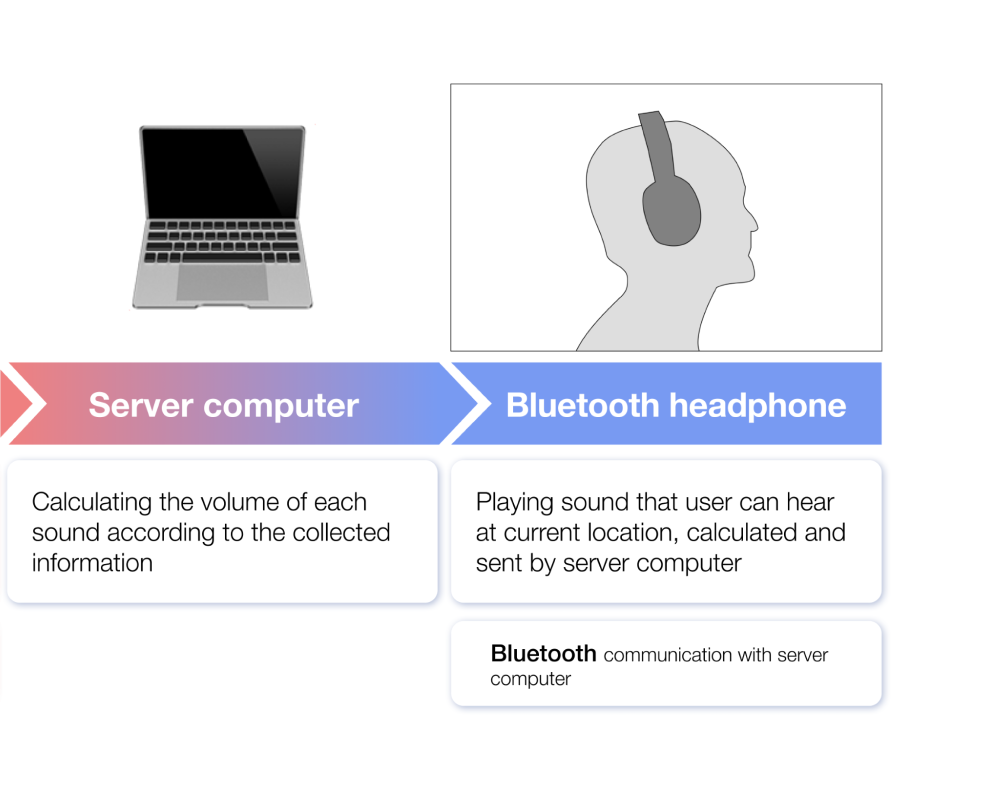 Server computer
Bluetooth headphone
Calculating the volume of each
sound according to the collected
information
Playing sound that user can hear
at current location, calculated and
sent by server computer
Bluetooth communication with server
computer